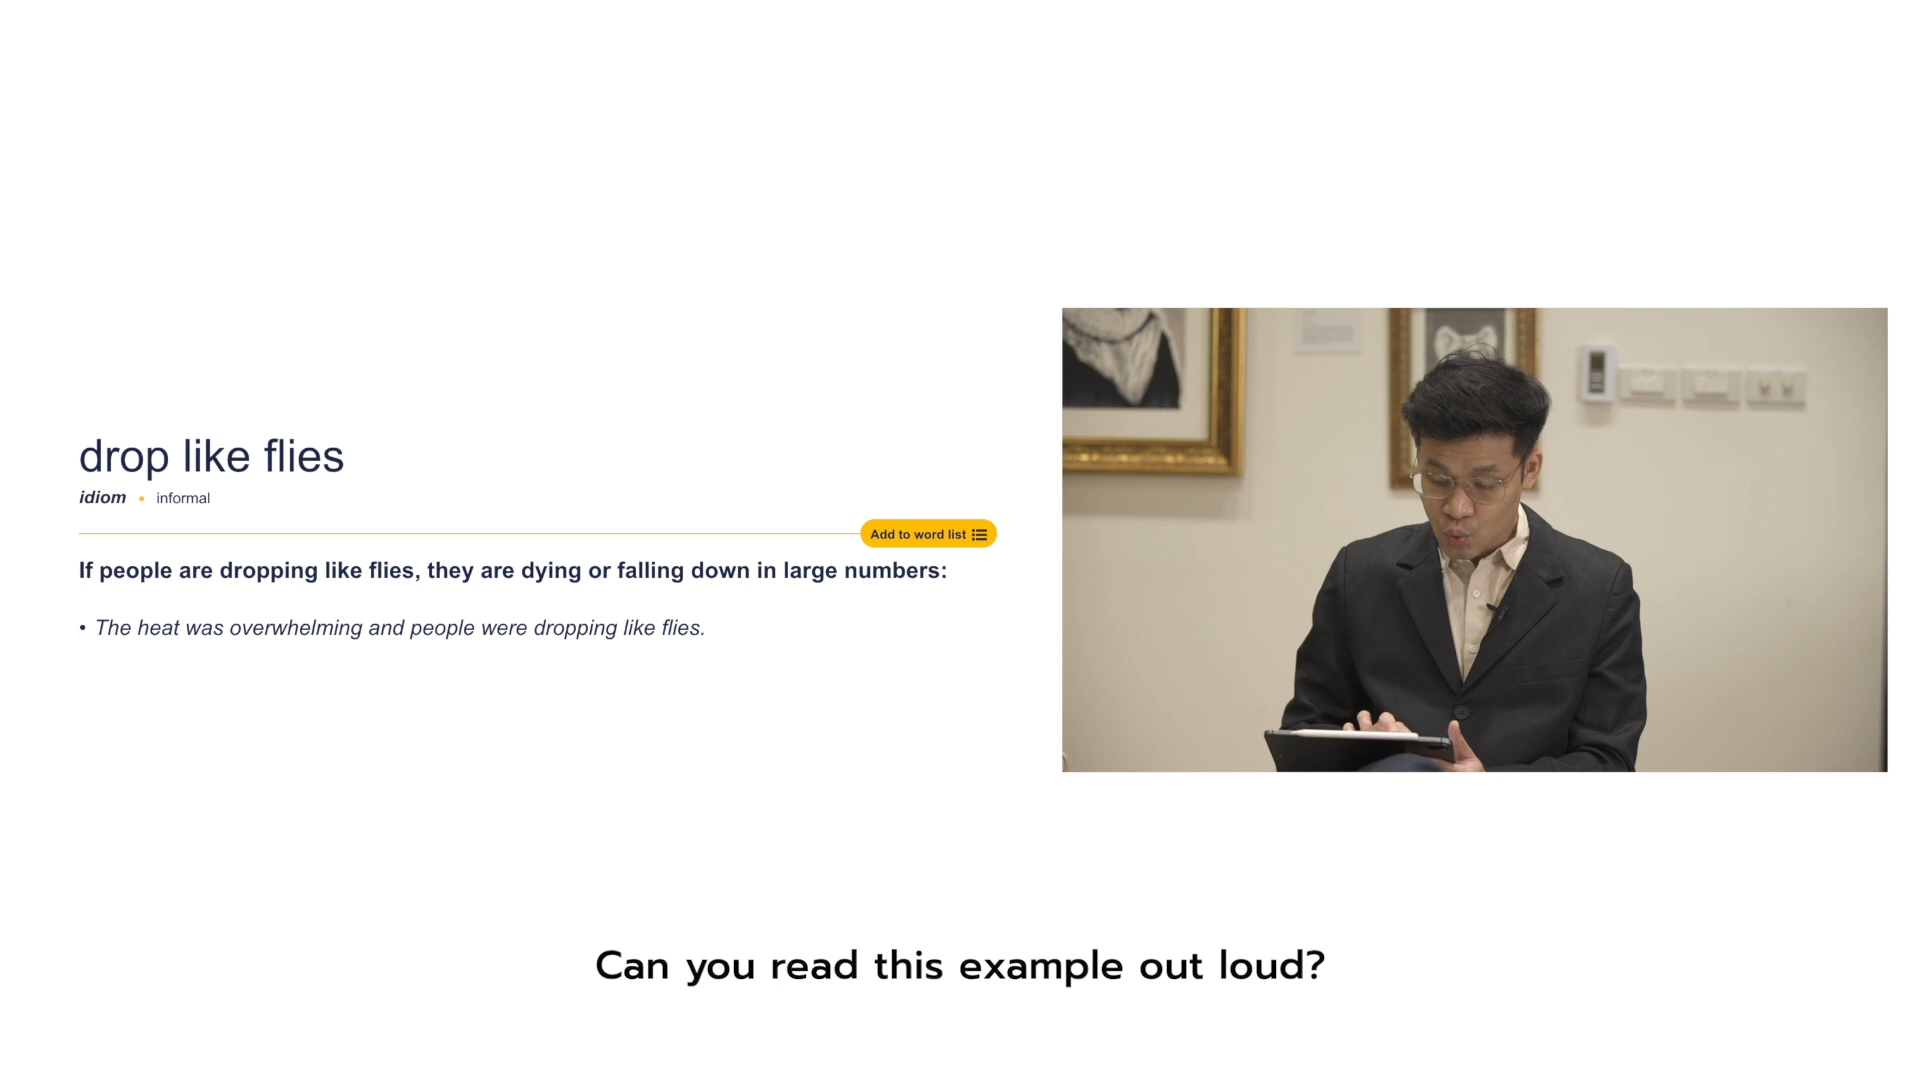 drop like flies
idiom • informal
Add to word list
If people are dropping like flies, they are dying or falling down in large numbers:
• The heat was overwhelming and people were dropping like flies.
Can you read this example out loud?